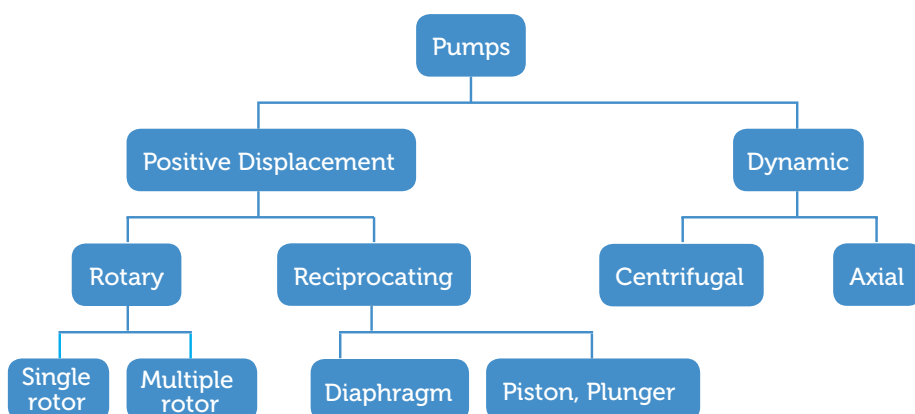 Pumps
Positive Displacement
Dynamic
Rotary
Reciprocating
Centrifugal
Axial
Single
rotor
Multiple
rotor
Diaphragm
Piston, Plunger